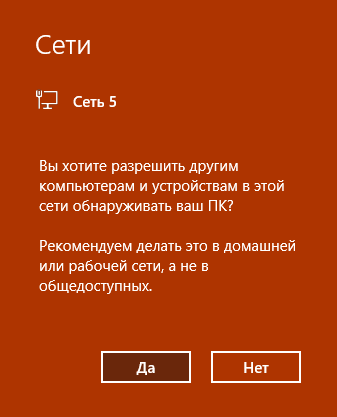 Сети
Сеть 5
Вы хотите разрешить другим
компьютерам и устройствам в этой
сети обнаруживать ваш ПК?
Рекомендуем делать это в домашней
или рабочей сети, а не в
общедоступных.
Да
Нет